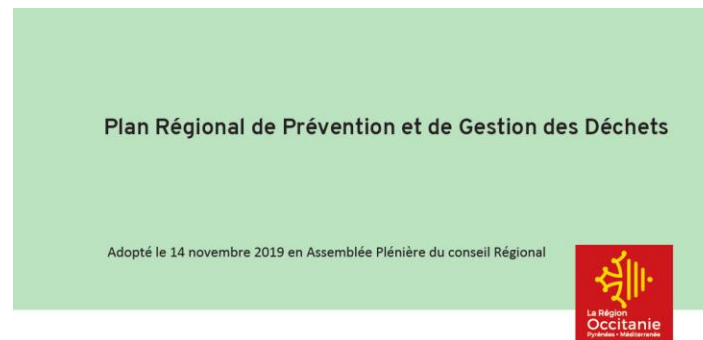 Plan Régional de Prévention et de Gestion des Déchets
Adopté le 14 novembre 2019 en Assemblée Plénière du conseil Régional
La Région
Occitanie
Pyrénées - Méditerranée